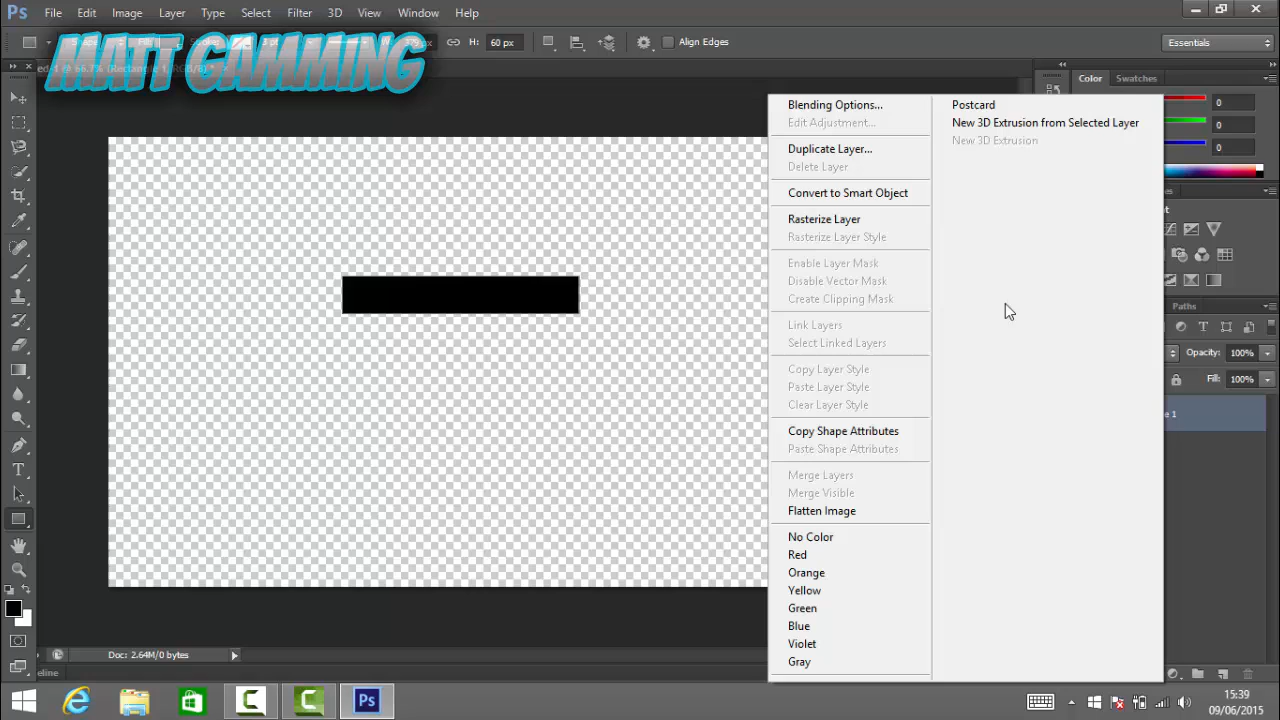 Ps File Edit Image Layer Type Select Filter 3D View Window Help
H: 60 px Align Edges Essentials
MATT GAMMING
Color Swatches
0
0
0
Blending Options...
Edit Adjustment...
Duplicate Layer...
Delete Layer
Convert to Smart Object
Rasterize Layer
Rasterize Layer Style
Enable Layer Mask
Disable Vector Mask
Create Clipping Mask
Link Layers
Select Linked Layers
Copy Layer Style
Paste Layer Style
Clear Layer Style
Copy Shape Attributes
Paste Shape Attributes
Merge Layers
Merge Visible
Flatten Image
No Color
Red
Orange
Yellow
Green
Blue
Violet
Gray
Postcard
New 3D Extrusion from Selected Layer
New 3D Extrusion
Paths
Opacity: 100%
Fill: 100%
e 1
Doc: 2.64M/0 bytes
eline
Ps
15:39
09/06/2015